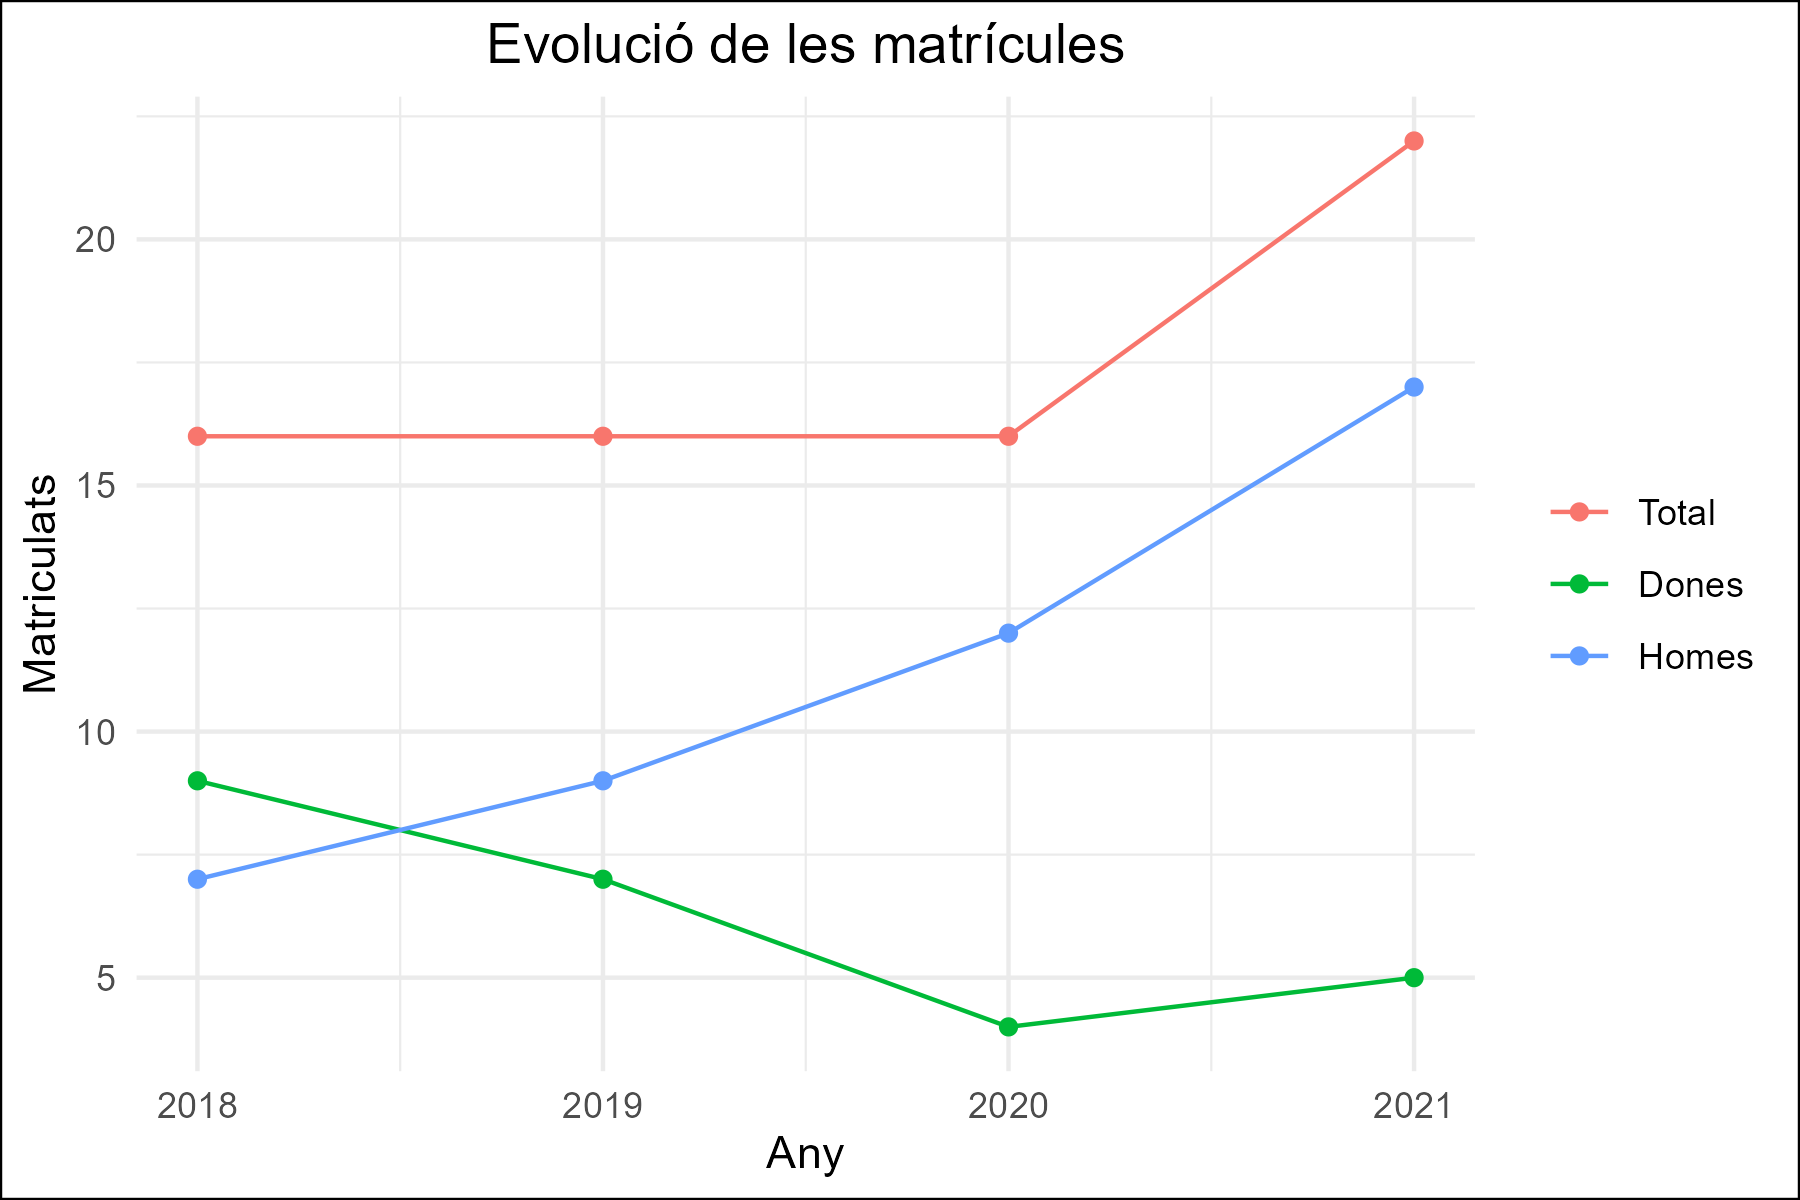 Evolució de les matrícules
Matriculats
20
15
10
5
2018
2019
2020
2021
Any
Total
Dones
Homes